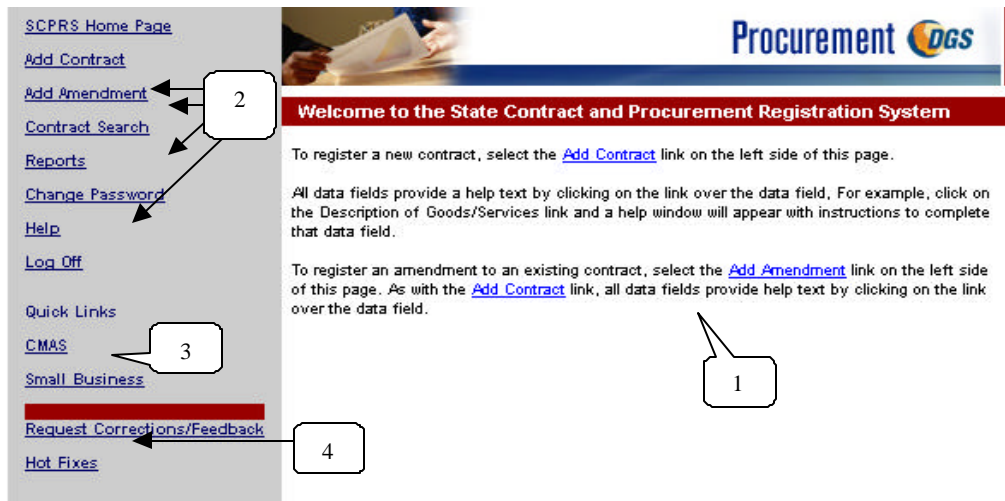 SCPRS Home Page
Add Contract
Add Amendment
Contract Search
Reports
Change Password
Help
Log Off
Quick Links
CMAS
Small Business
Request Corrections/Feedback
Hot Fixes
2
3
4
Procurement DGS
Welcome to the State Contract and Procurement Registration System
To register a new contract, select the Add Contract link on the left side of this page.
All data fields provide a help text by clicking on the link over the data field, For example, click on
the Description of Goods/Services link and a help window will appear with instructions to complete
that data field.
To register an amendment to an existing contract, select the Add Amendment link on the left side
of this page. As with the Add Contract link, all data fields provide help text by clicking on the link
over the data field.
1